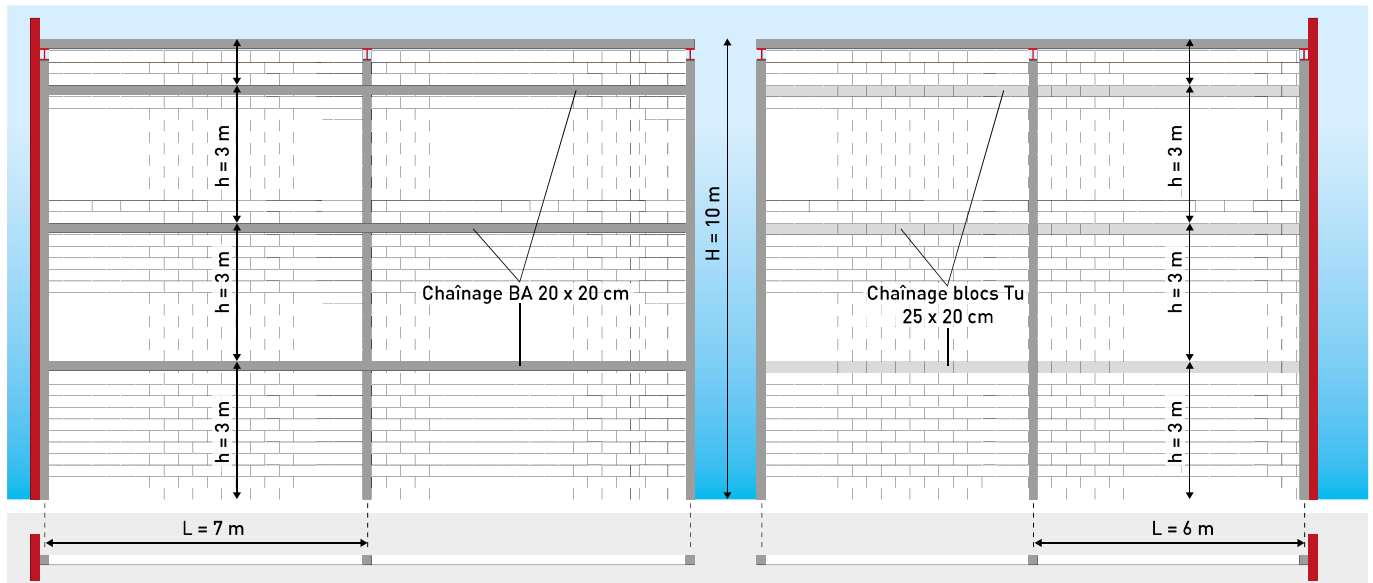 h = 3 m
h = 3 m
h = 3 m
Chaînage BA 20 x 20 cm
L = 7 m
H = 10 m
Chaînage blocs Tu
25 x 20 cm
h = 3 m
h = 3 m
h = 3 m
L = 6 m